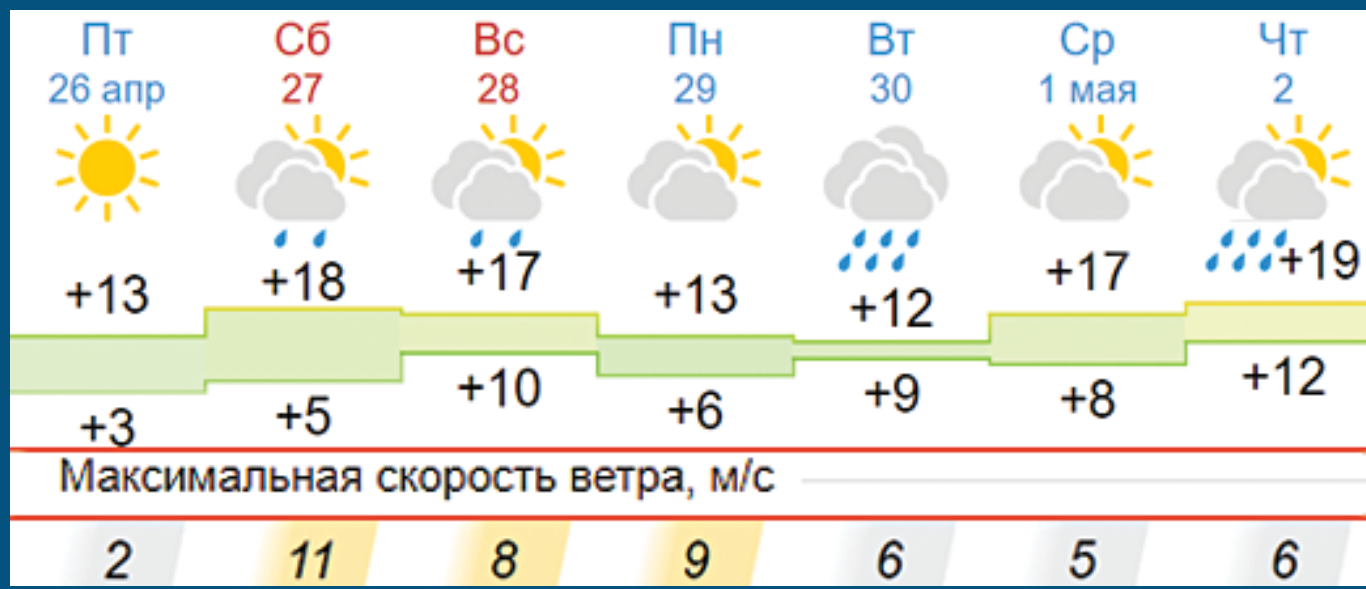 Пт Сб Вс Пн Вт Ср Чт
26 апр 27 28 29 30 1 мая 2
+13 +18 +17 +13 +12 +17 +19
+3 +5 +10 +6 +9 +8 +12
Максимальная скорость ветра, м/с
2 11 8 9 6 5 6